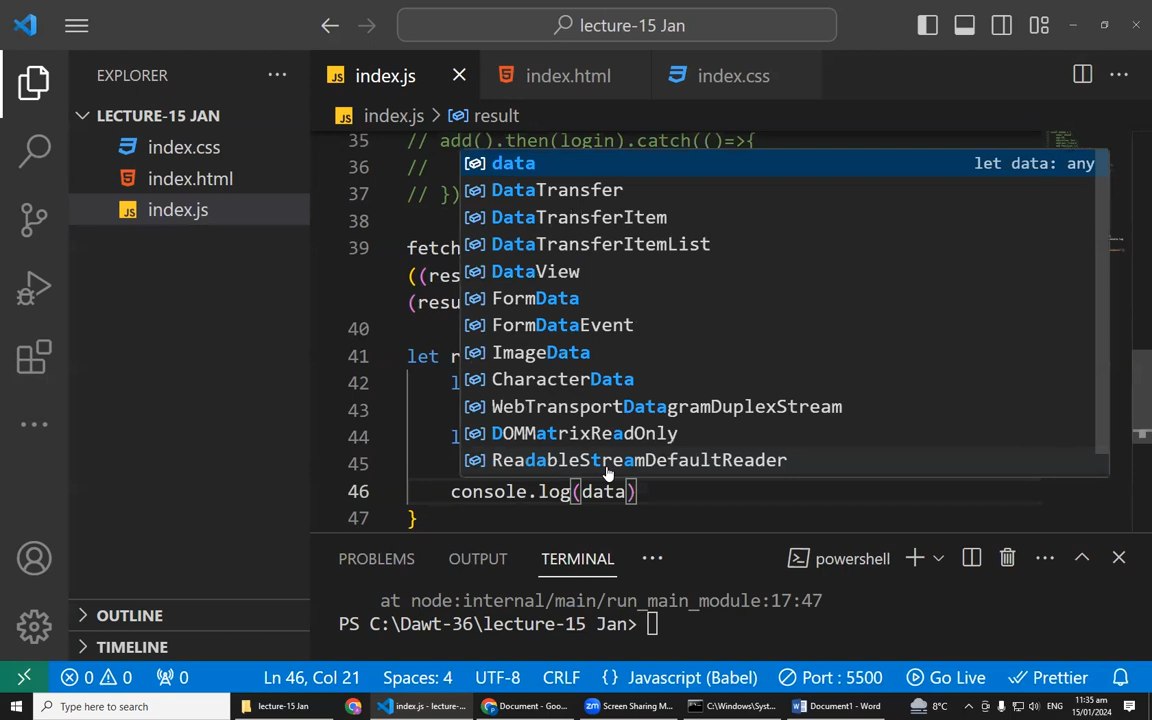 lecture-15 Jan
EXPLORER
LECTURE-15 JAN
index.css
index.html
index.js
OUTLINE
TIMELINE
JS index.js
index.html
index.css
JS index.js > result
35 // add().then(login).catch(()=>{
36 //
37 // })
38
39 fetch
((res
(resu
40
41 let r
42 l
43
44 l
45
46 console.log(data)
47 }
data let data: any
DataTransfer
DataTransferItem
DataTransferItemList
DataView
FormData
FormDataEvent
ImageData
CharacterData
WebTransportDatagramDuplexStream
DOMMatrixReadOnly
ReadableStreamDefaultReader
PROBLEMS OUTPUT TERMINAL powershell
at node:internal/main/run_main_module:17:47
PS C:\Dawt-36\lecture-15 Jan>
0 0 0 Ln 46, Col 21 Spaces: 4 UTF-8 CRLF {} JavaScript (Babel) Port : 5500 Go Live Prettier
Type here to search
lecture-15 Jan
index.js - lecture-...
Document - Goo...
Screen Sharing M...
C:\Windows\Syst...
Document1 - Word
8°C
ENG
11:35 am
15/01/2024